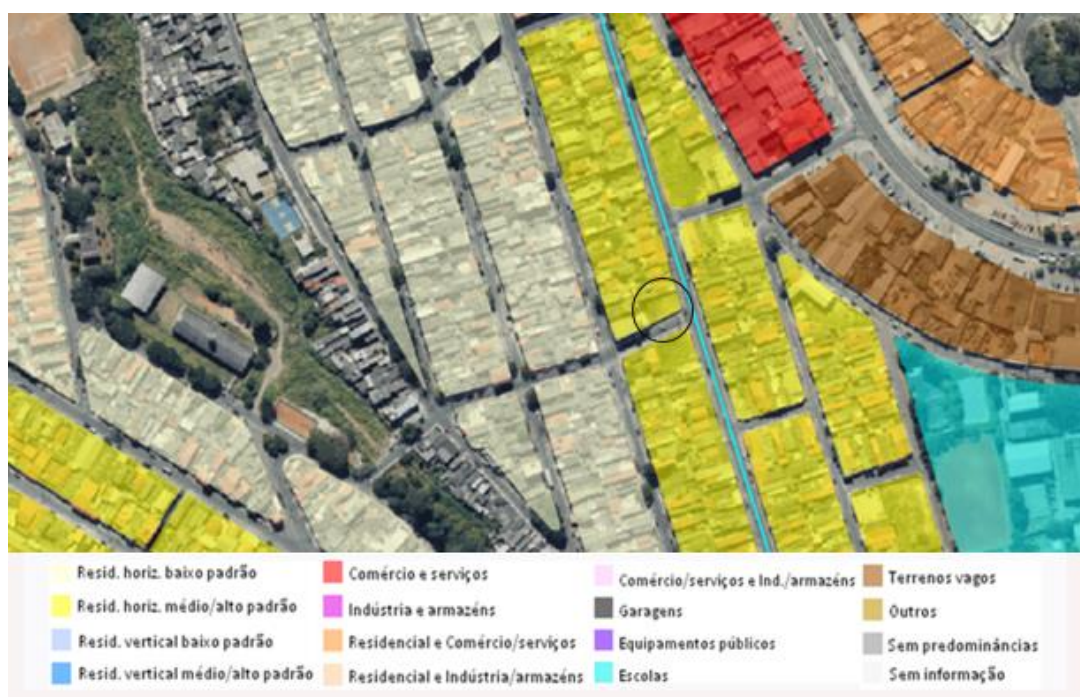 Resid. horiz. baixo padrão
Resid. horiz. médio/alto padrão
Resid. vertical baixo padrão
Resid. vertical médio/alto padrão
Comércio e serviços
Indústria e armazéns
Residencial e Comércio/serviços
Residencial e Indústria/armazéns
Comércio/serviços e Ind./armazéns
Garagens
Equipamentos públicos
Escolas
Terrenos vagos
Outros
Sem predominâncias
Sem informação